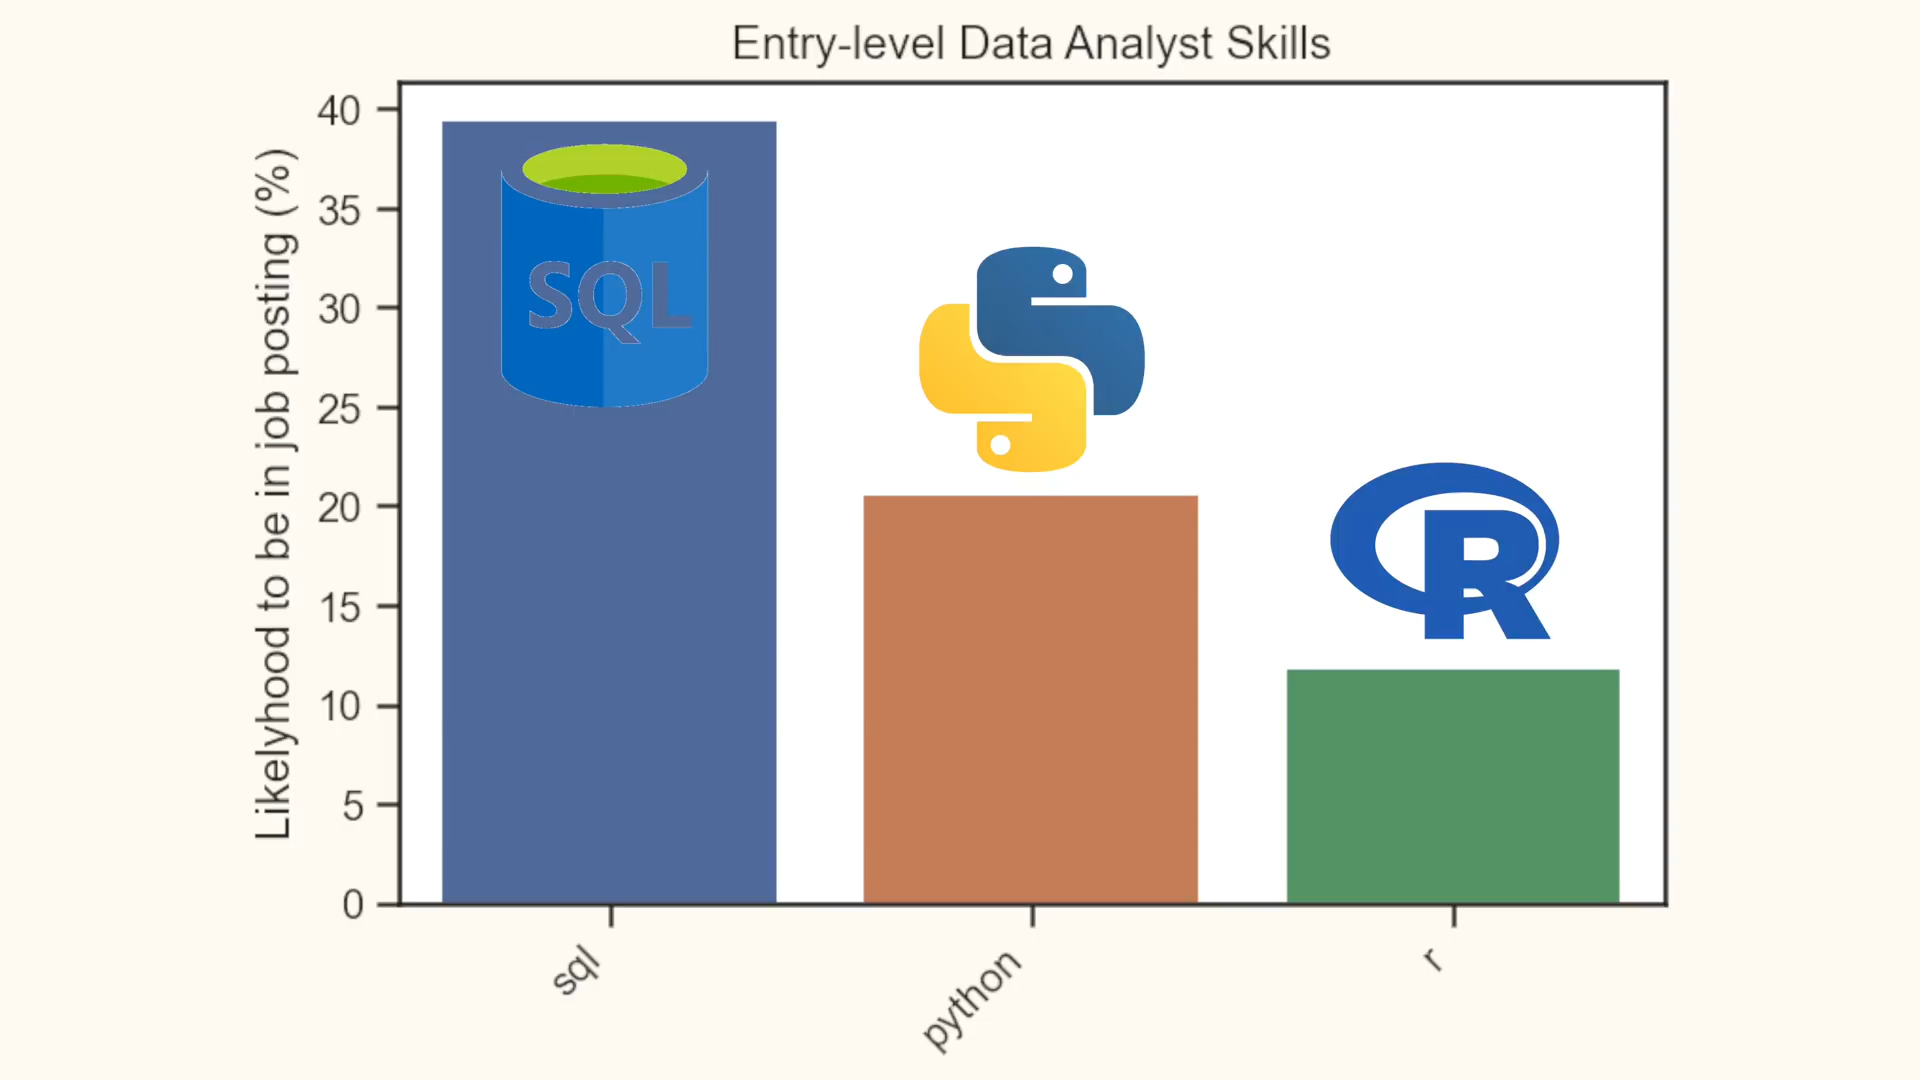 Entry-level Data Analyst Skills
Likelyhood to be in job posting (%)
40
35
30
25
20
15
10
5
0
SQL
R
sql
python
r